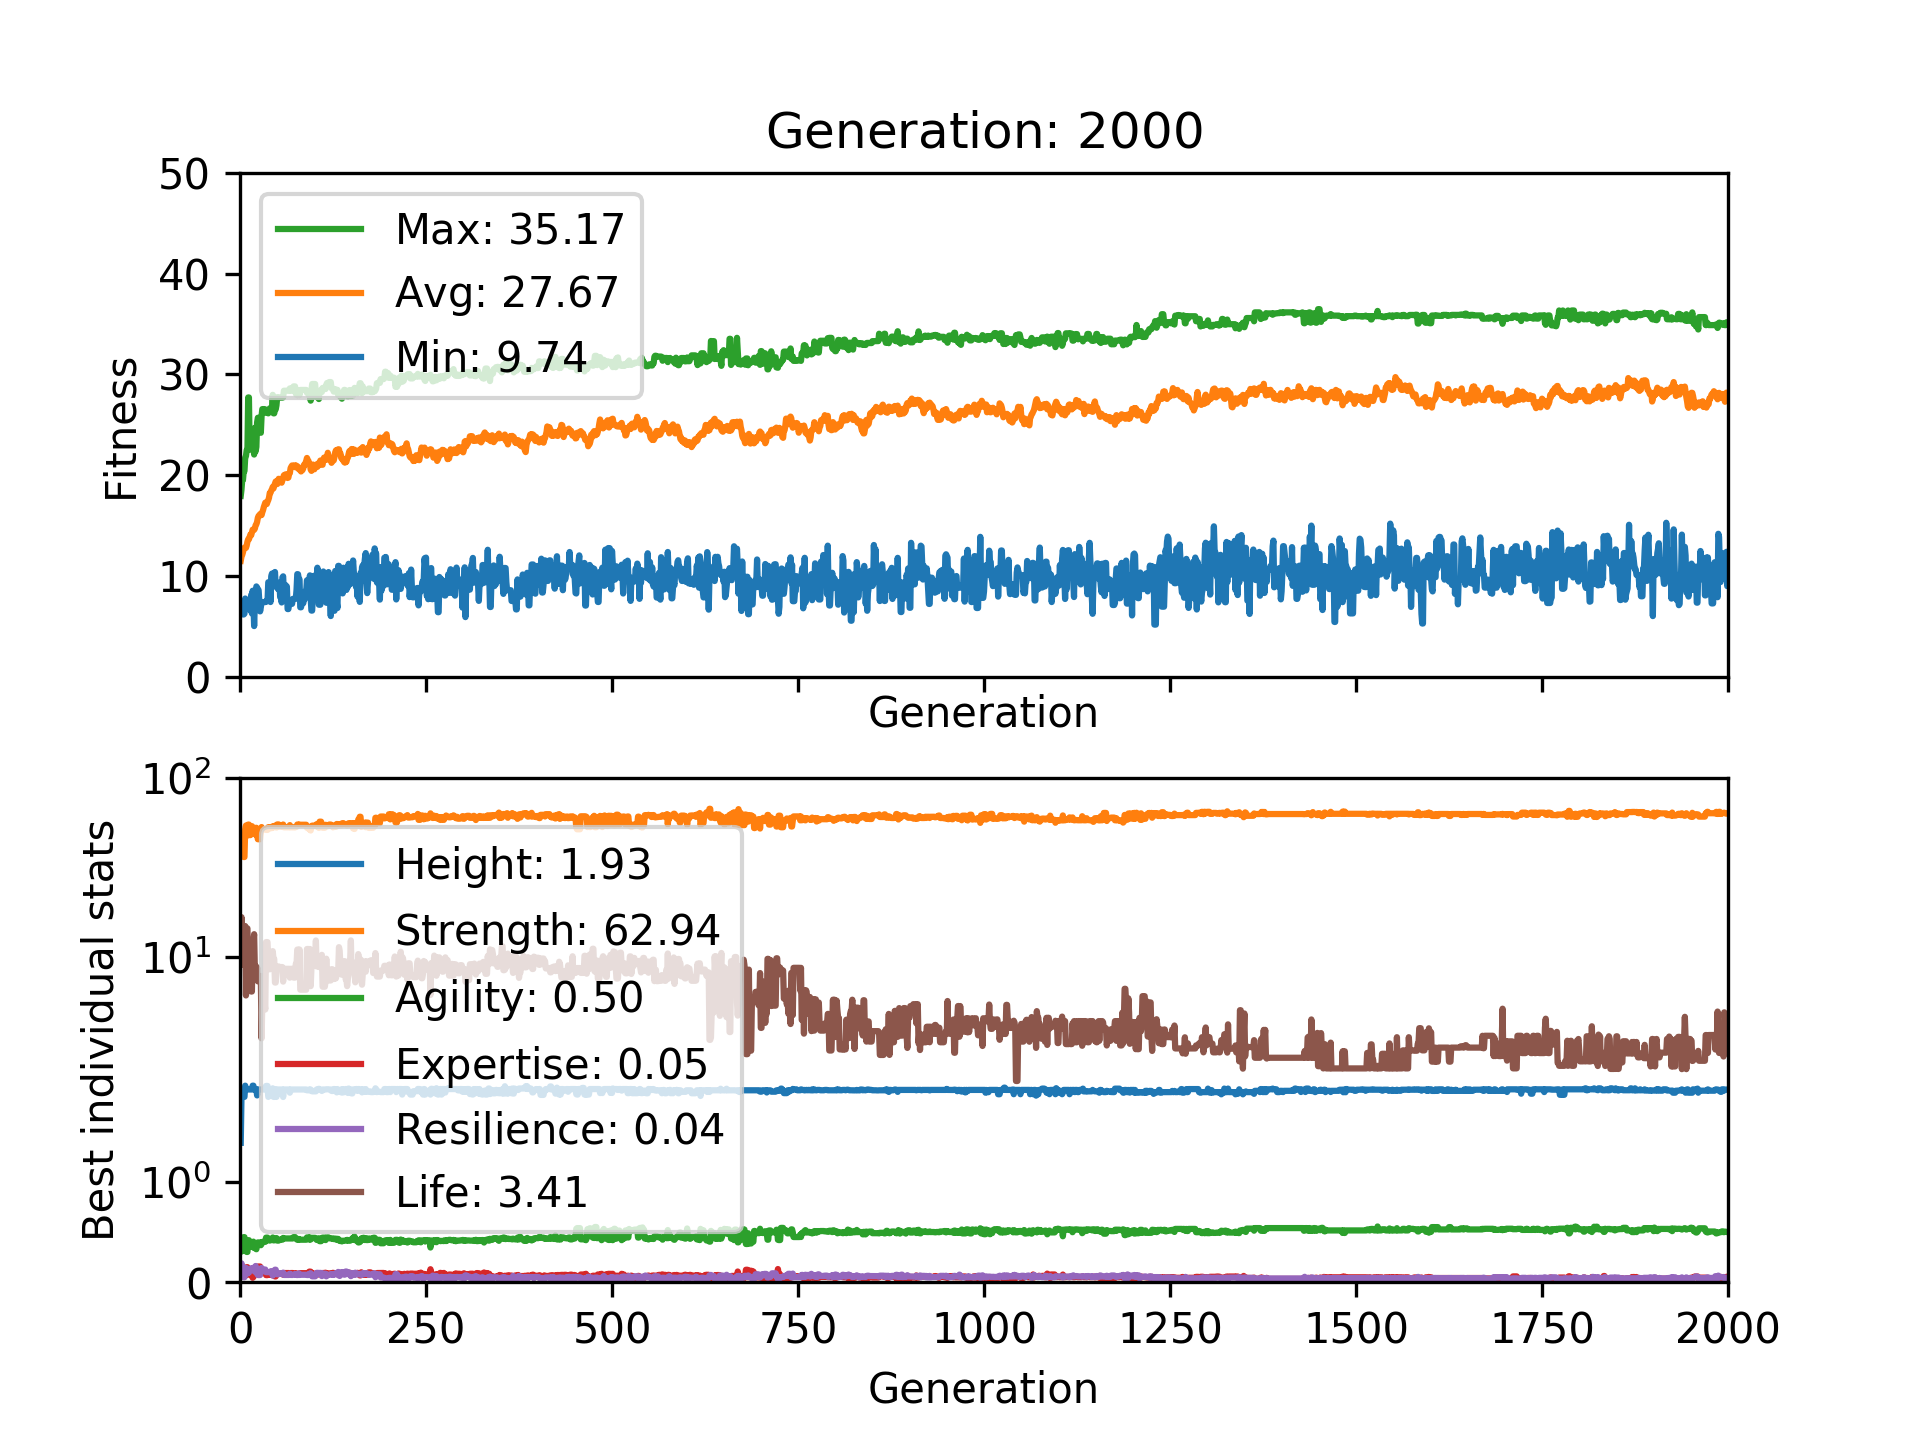 Generation: 2000
50
40
30
20
10
0
Fitness
Max: 35.17
Avg: 27.67
Min: 9.74
Generation
10²
10¹
10⁰
0
Best individual stats
Height: 1.93
Strength: 62.94
Agility: 0.50
Expertise: 0.05
Resilience: 0.04
Life: 3.41
0 250 500 750 1000 1250 1500 1750 2000
Generation